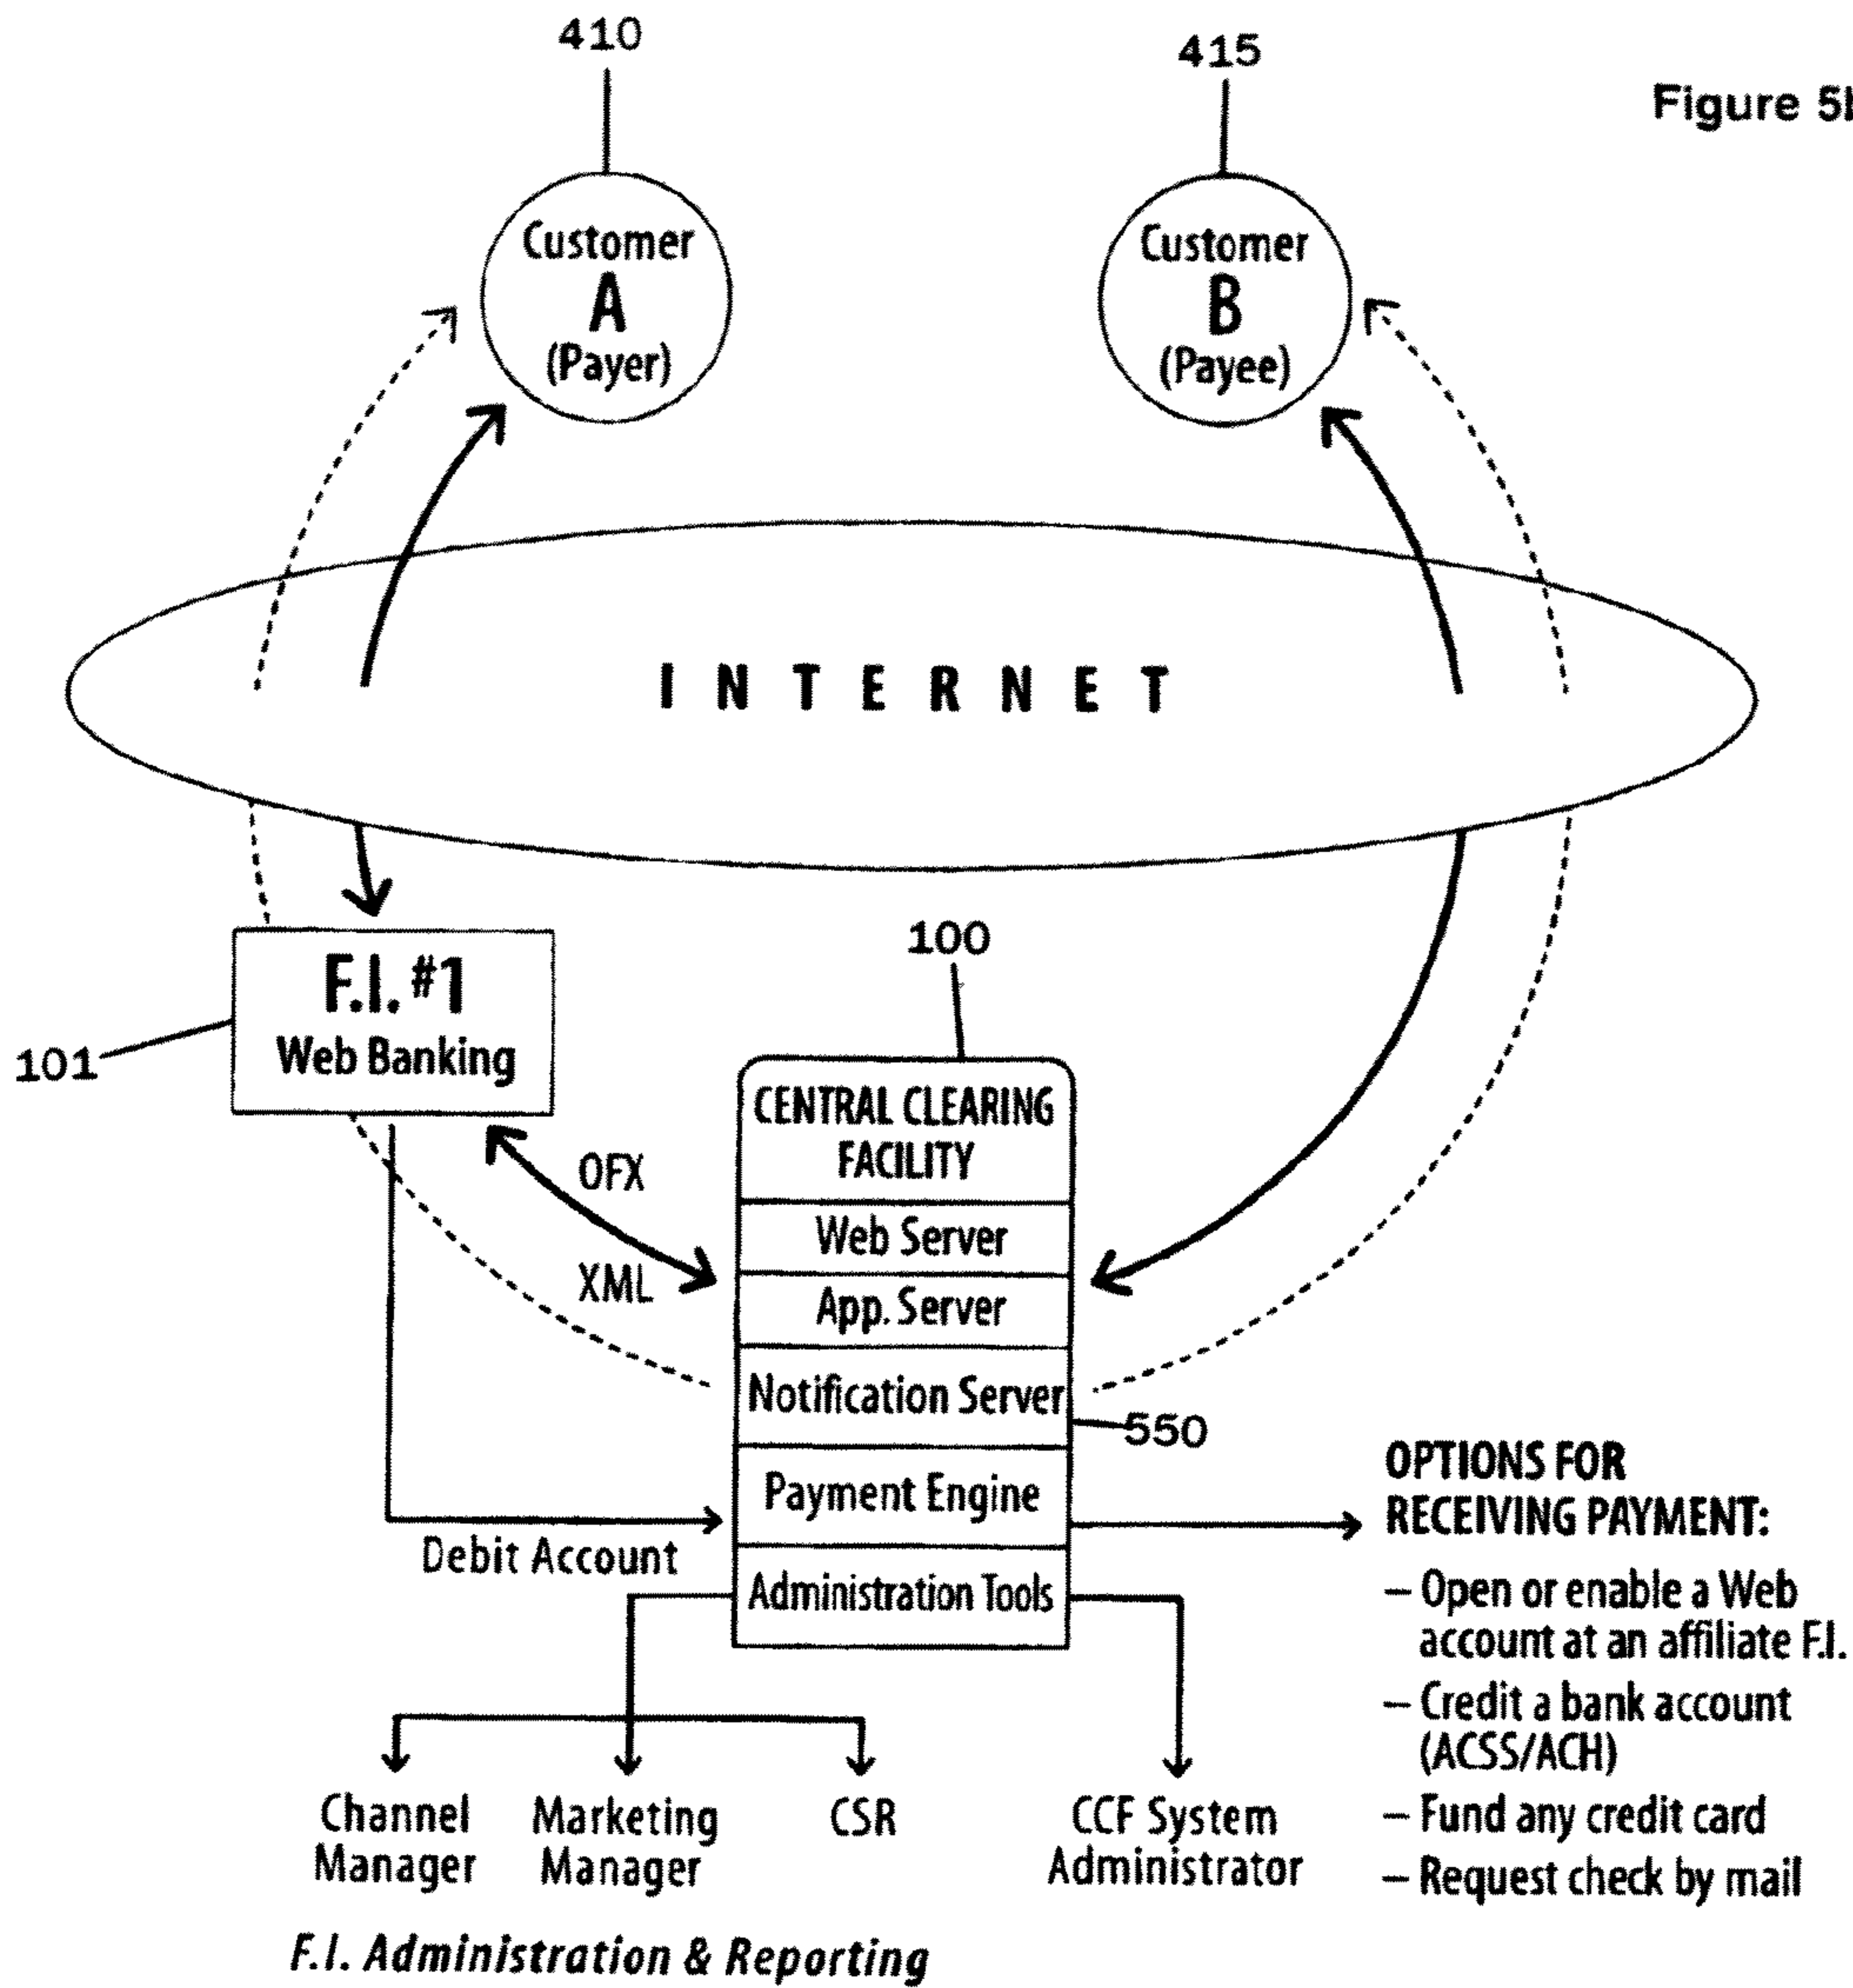 410
415
Figure 5
Customer
A
(Payer)
Customer
B
(Payee)
INTERNET
F.I. #1
Web Banking
101
100
CENTRAL CLEARING
FACILITY
Web Server
App. Server
Notification Server
Payment Engine
Administration Tools
OFX
XML
550
Debit Account
OPTIONS FOR
RECEIVING PAYMENT:
– Open or enable a Web
account at an affiliate F.I.
– Credit a bank account
(ACSS/ACH)
– Fund any credit card
– Request check by mail
Channel
Manager
Marketing
Manager
CSR
CCF System
Administrator
F.I. Administration & Reporting